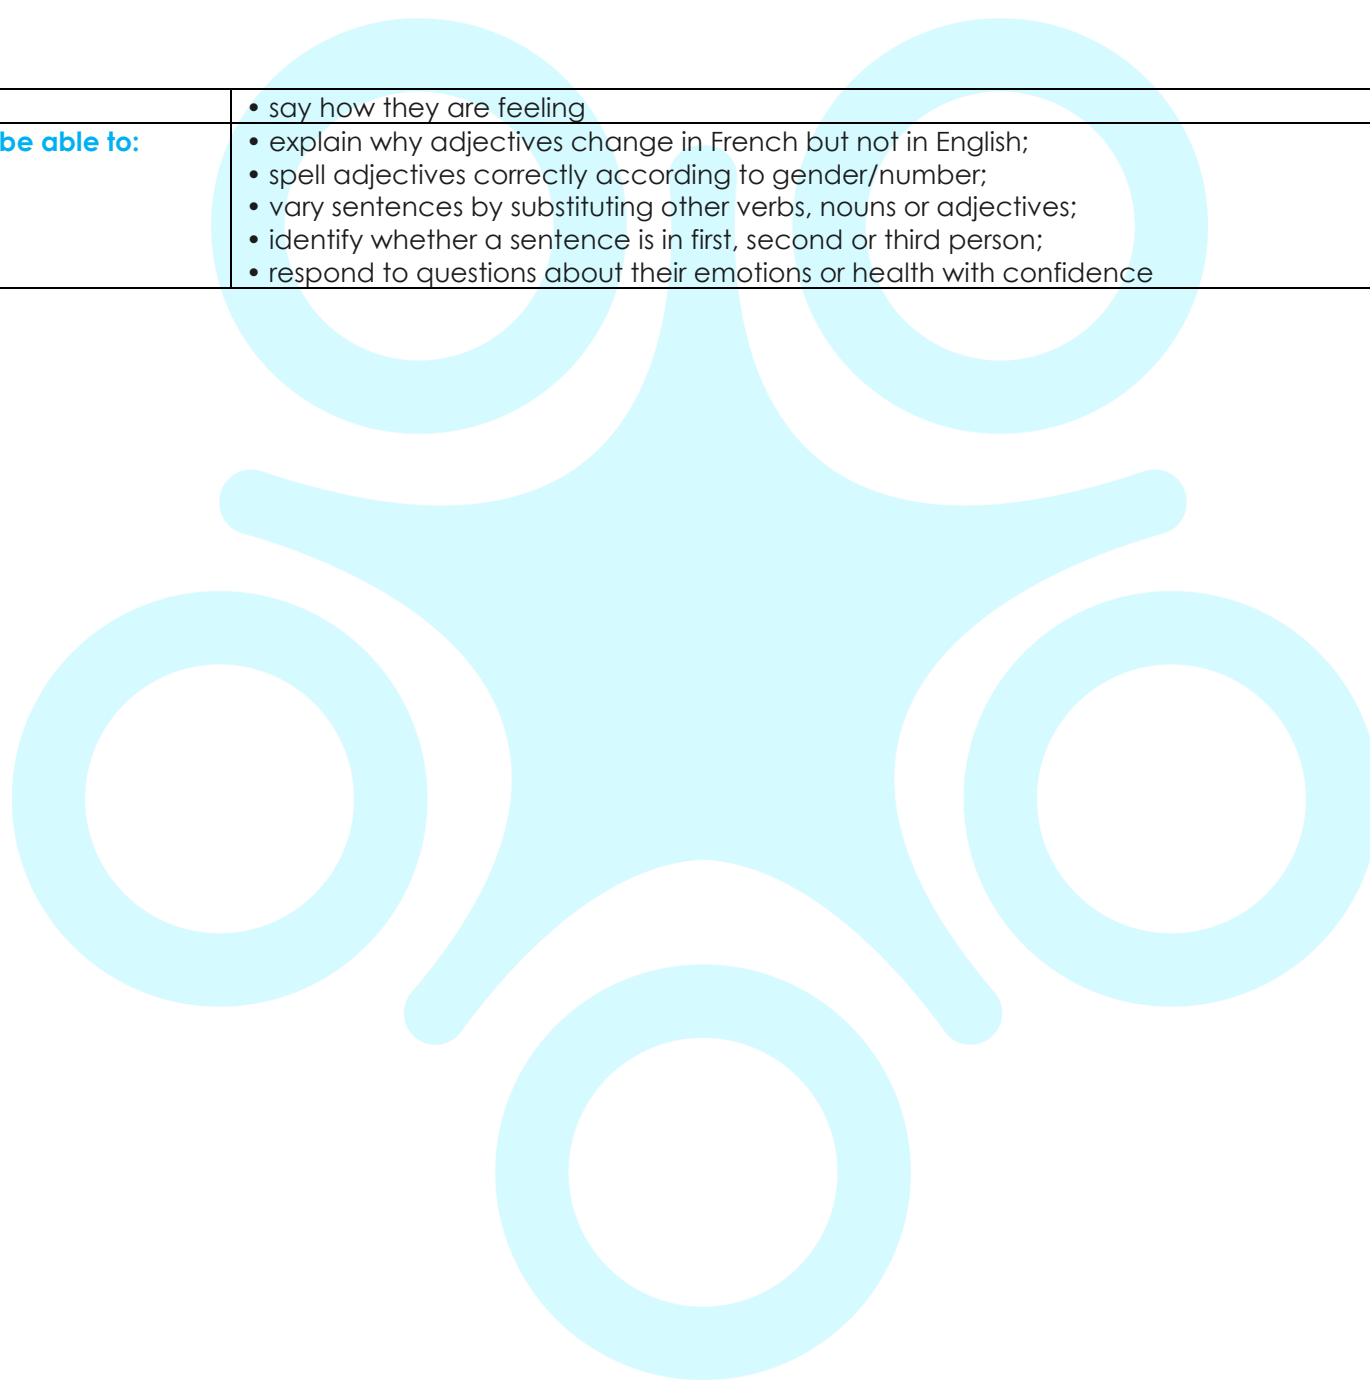 • say how they are feeling
be able to:
• explain why adjectives change in French but not in English;
• spell adjectives correctly according to gender/number;
• vary sentences by substituting other verbs, nouns or adjectives;
• identify whether a sentence is in first, second or third person;
• respond to questions about their emotions or health with confidence